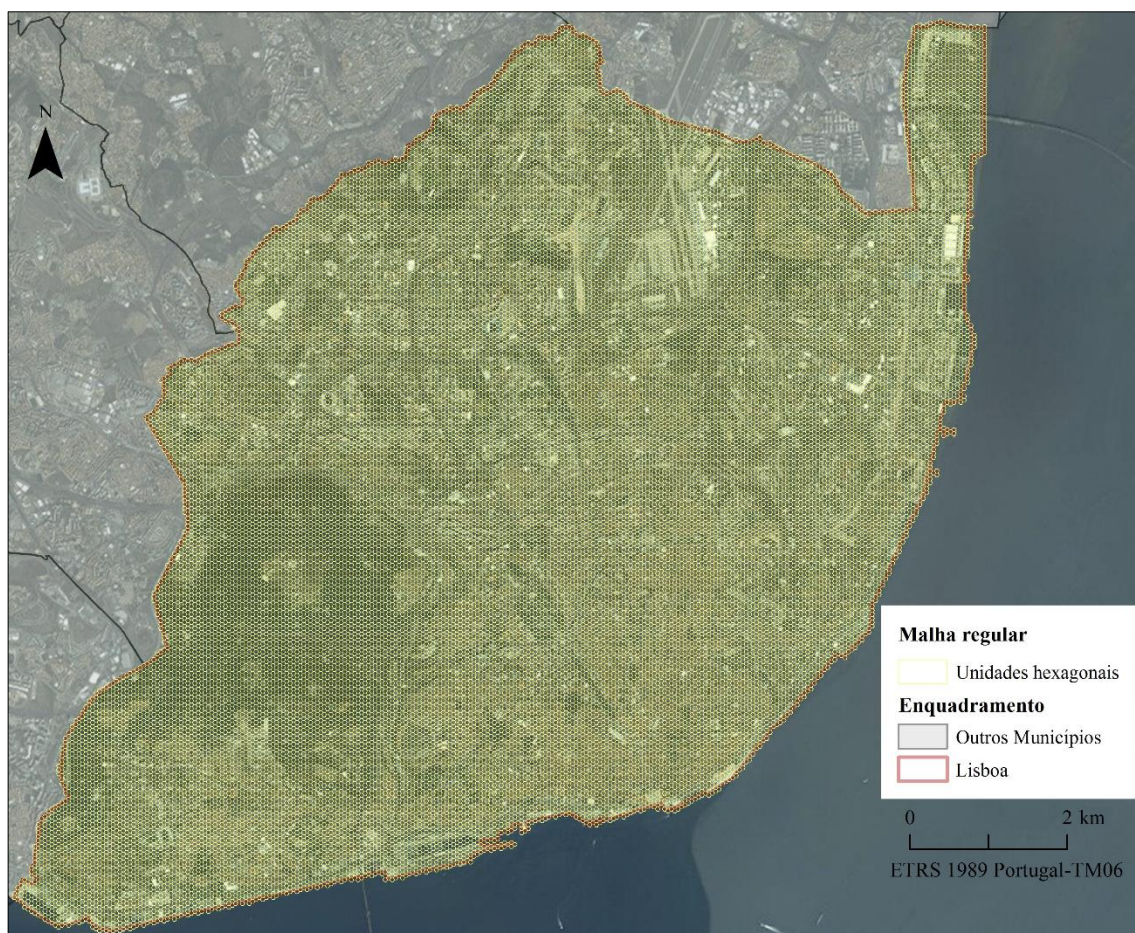 N
Malha regular
Unidades hexagonais
Enquadramento
Outros Municípios
Lisboa
0 2 km
ETRS 1989 Portugal-TM06